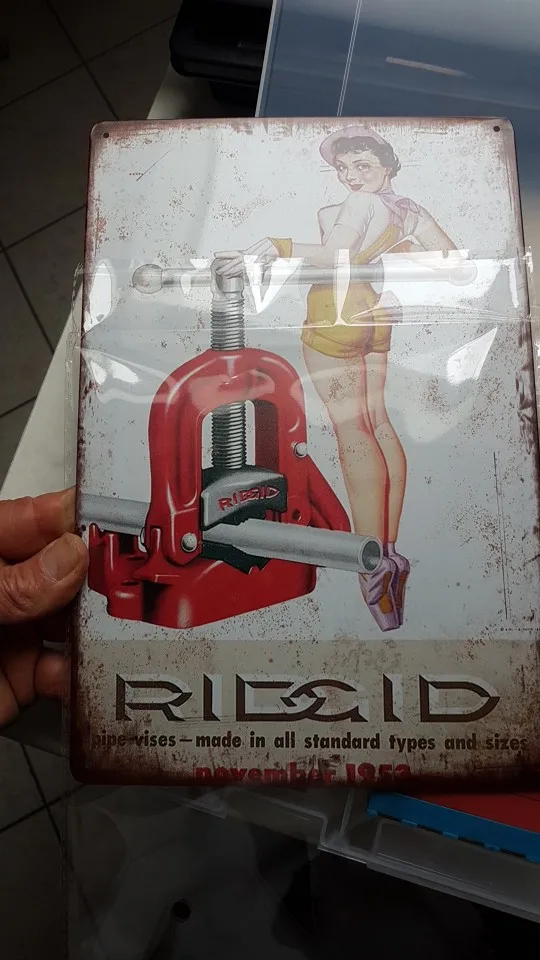 RIDGID
RIDGID
pipe vises—made in all standard types and sizes
november 1953